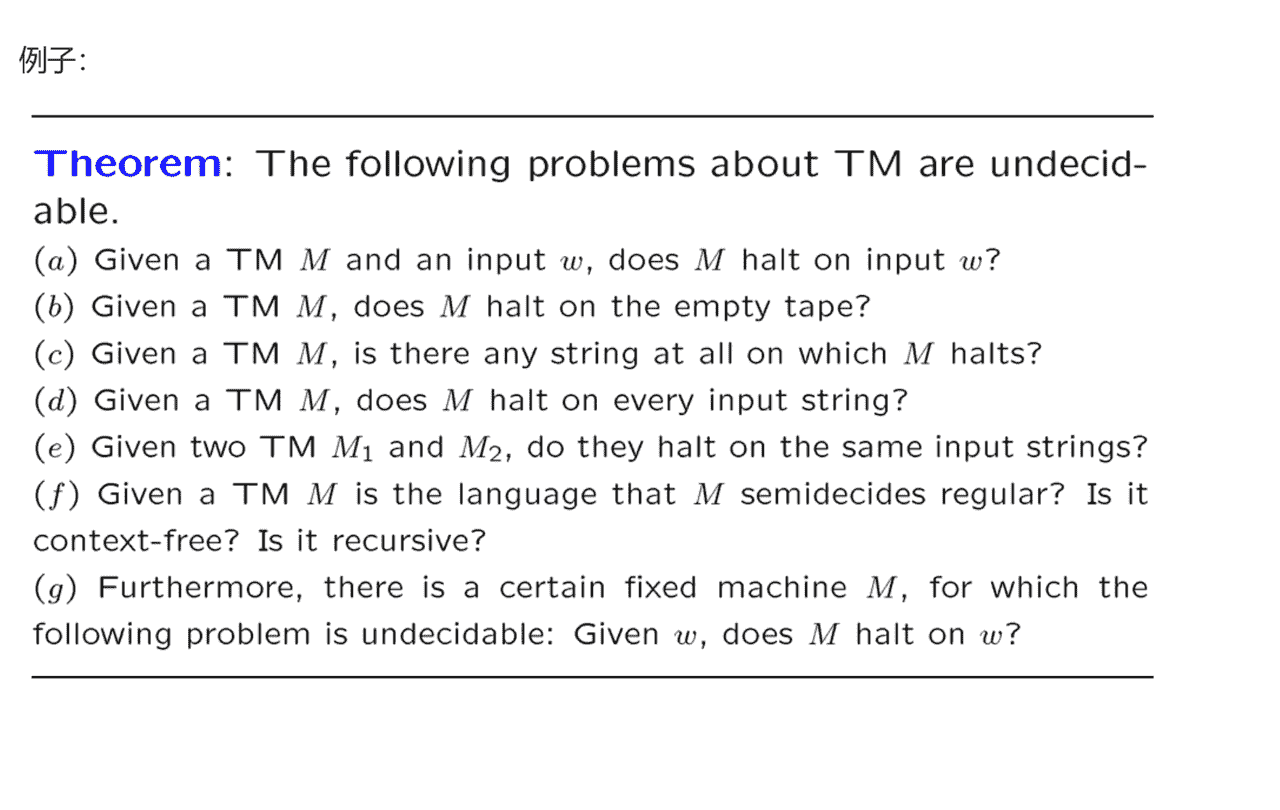 例子：
Theorem: The following problems about TM are undecid-
able.
(a) Given a TM M and an input w, does M halt on input w?
(b) Given a TM M, does M halt on the empty tape?
(c) Given a TM M, is there any string at all on which M halts?
(d) Given a TM M, does M halt on every input string?
(e) Given two TM M₁ and M₂, do they halt on the same input strings?
(f) Given a TM M is the language that M semidecides regular? Is it
context-free? Is it recursive?
(g) Furthermore, there is a certain fixed machine M, for which the
following problem is undecidable: Given w, does M halt on w?